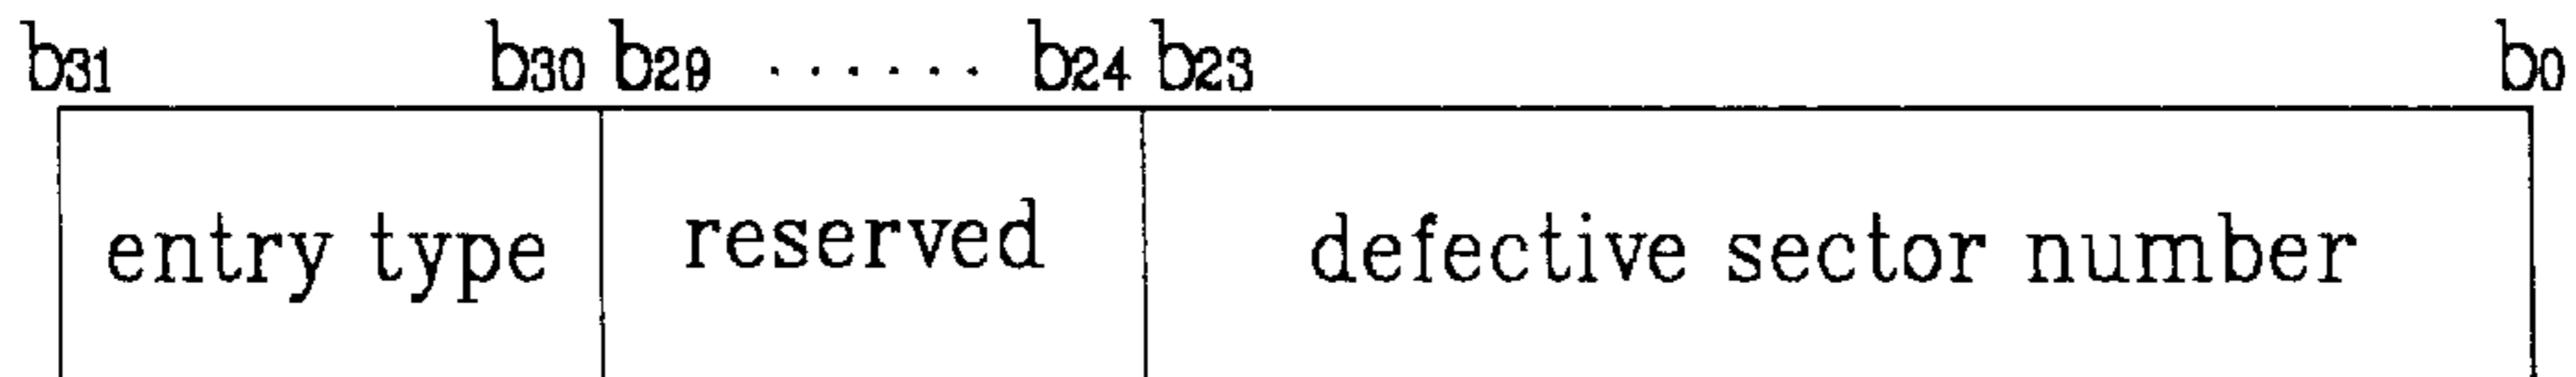 b31 b30 b29 ...... b24 b23 b0
entry type reserved defective sector number